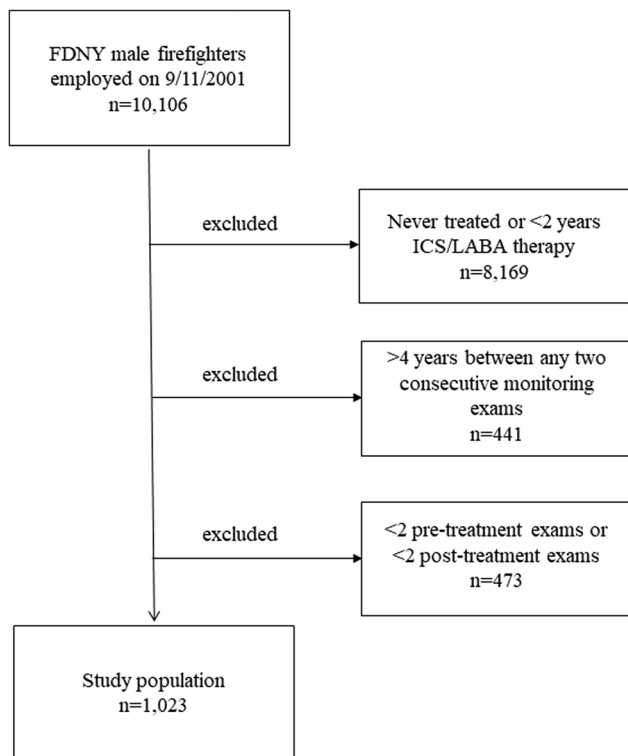 FDNY male firefighters
employed on 9/11/2001
n=10,106
excluded
Never treated or <2 years
ICS/LABA therapy
n=8,169
excluded
>4 years between any two
consecutive monitoring
exams
n=441
excluded
<2 pre-treatment exams or
<2 post-treatment exams
n=473
Study population
n=1,023